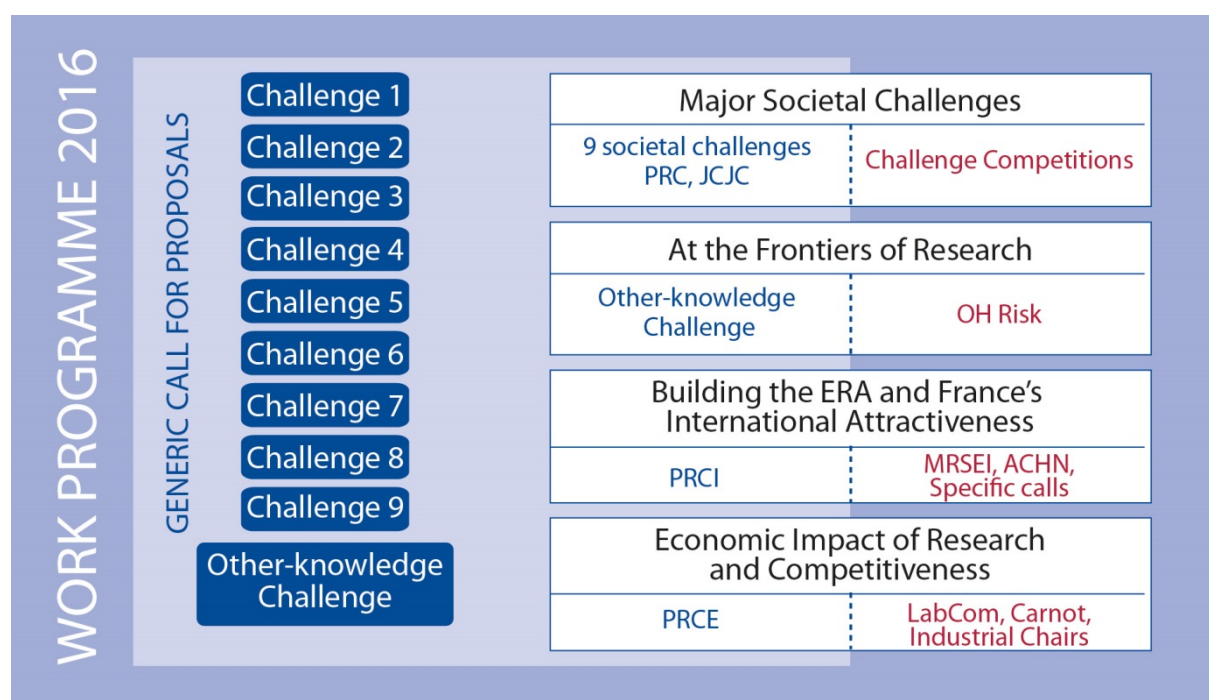 WORK PROGRAMME 2016
GENERIC CALL FOR PROPOSALS
Challenge 1
Challenge 2
Challenge 3
Challenge 4
Challenge 5
Challenge 6
Challenge 7
Challenge 8
Challenge 9
Other-knowledge
Challenge
Major Societal Challenges
9 societal challenges
PRC, JCJC
Challenge Competitions
At the Frontiers of Research
Other-knowledge
Challenge
OH Risk
Building the ERA and France's
International Attractiveness
PRCI
MRSEI, ACHN,
Specific calls
Economic Impact of Research
and Competitiveness
PRCE
LabCom, Carnot,
Industrial Chairs